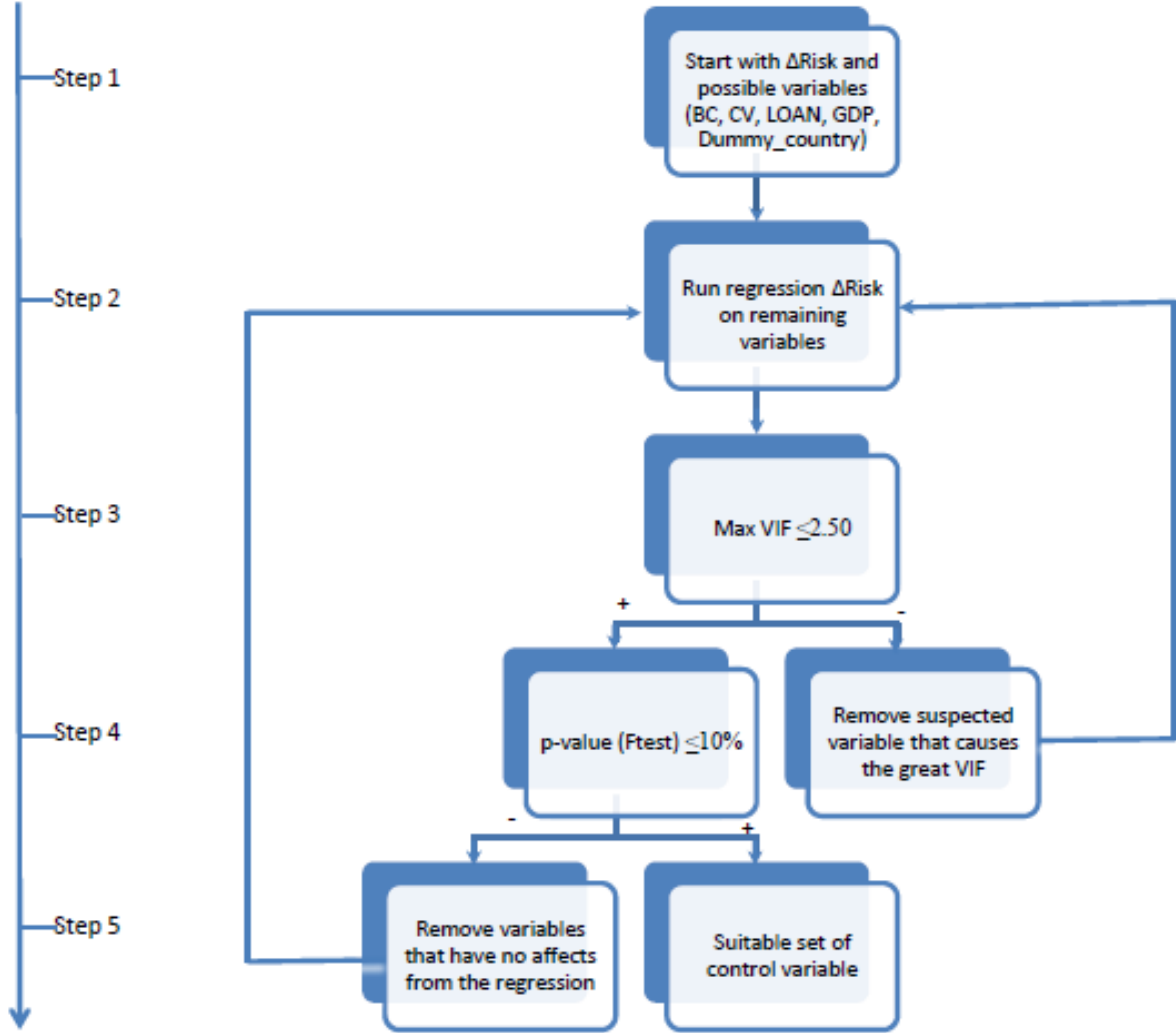 Step 1
Start with ΔRisk and
possible variables
(BC, CV, LOAN, GDP,
Dummy_country)
Step 2
Run regression ΔRisk
on remaining
variables
Step 3
Max VIF ≤2.50
+
-
Step 4
p-value (Ftest) ≤10%
Remove suspected
variable that causes
the great VIF
-
+
Step 5
Remove variables
that have no affects
from the regression
Suitable set of
control variable